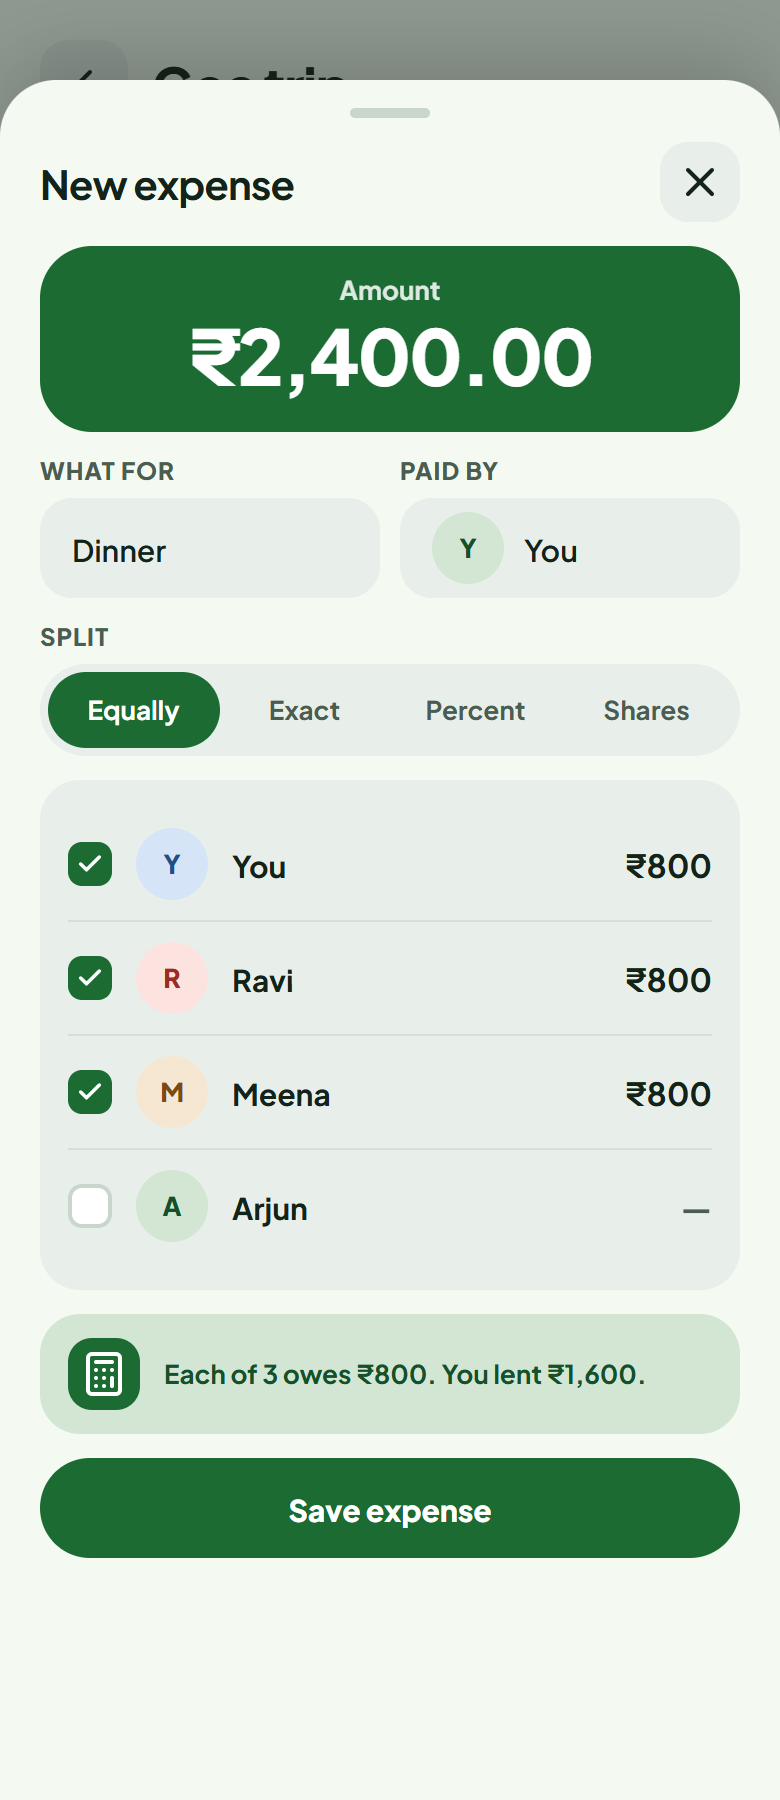 New expense
Amount
₹2,400.00
WHAT FOR
PAID BY
Dinner
Y You
SPLIT
Equally Exact Percent Shares
Y You ₹800
R Ravi ₹800
M Meena ₹800
A Arjun —
Each of 3 owes ₹800. You lent ₹1,600.
Save expense